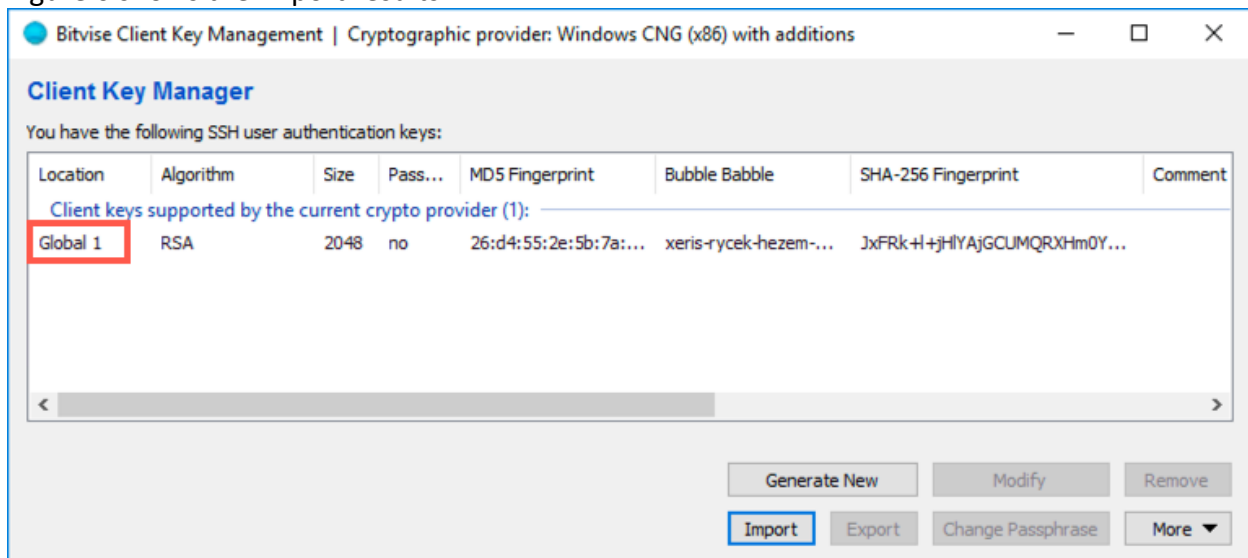 Bitvise Client Key Management | Cryptographic provider: Windows CNG (x86) with additions
Client Key Manager
You have the following SSH user authentication keys:
Location Algorithm Size Pass... MD5 Fingerprint Bubble Babble SHA-256 Fingerprint Comment
Client keys supported by the current crypto provider (1):
Global 1 RSA 2048 no 26:d4:55:2e:5b:7a:... xeris-rycek-hezem-... JxFRk+l+jHlYAjGCUMQRXHm0Y...
Generate New Modify Remove
Import Export Change Passphrase More